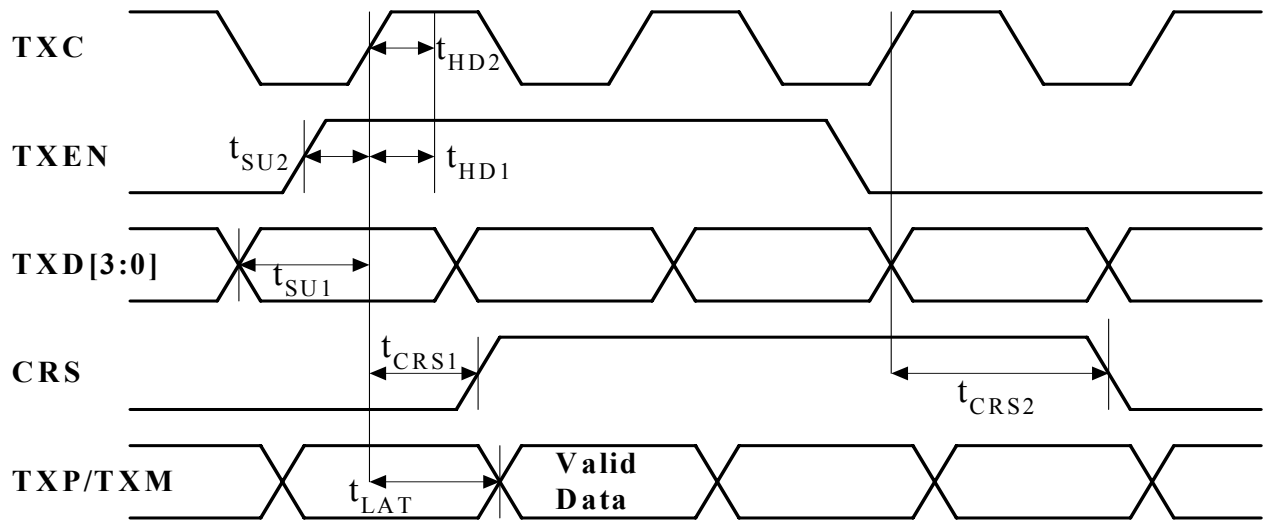 TXC
tHD2
TXEN
tSU2
tHD1
TXD[3:0]
tSU1
CRS
tCRS1
tCRS2
TXP/TXM
tLAT
Valid
Data